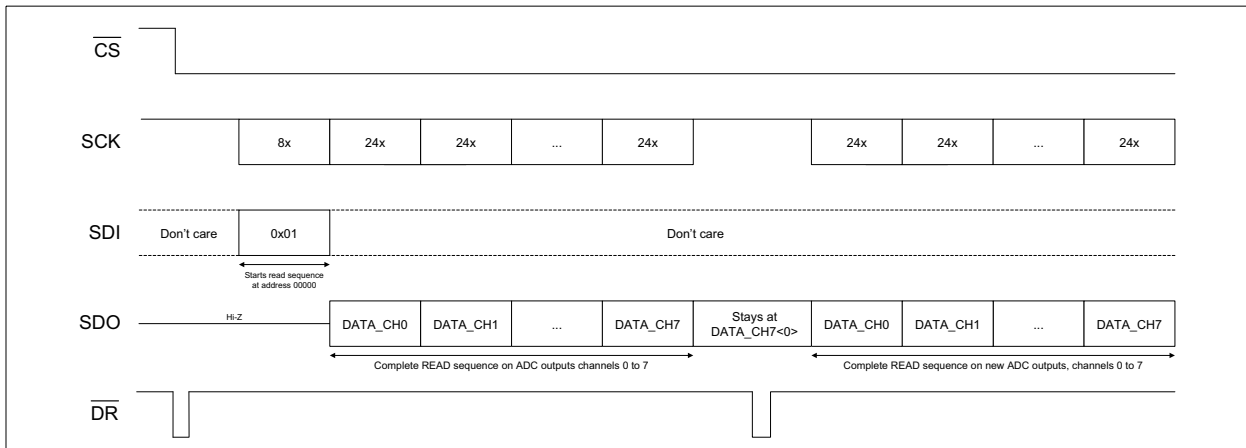 CS
SCK
8x
24x
24x
...
24x
24x
24x
...
24x
SDI
Don't care
0x01
Don't care
Starts read sequence
at address 00000
SDO
Hi-Z
DATA_CH0
DATA_CH1
...
DATA_CH7
Stays at
DATA_CH7<0>
DATA_CH0
DATA_CH1
...
DATA_CH7
Complete READ sequence on ADC outputs channels 0 to 7
Complete READ sequence on new ADC outputs, channels 0 to 7
DR